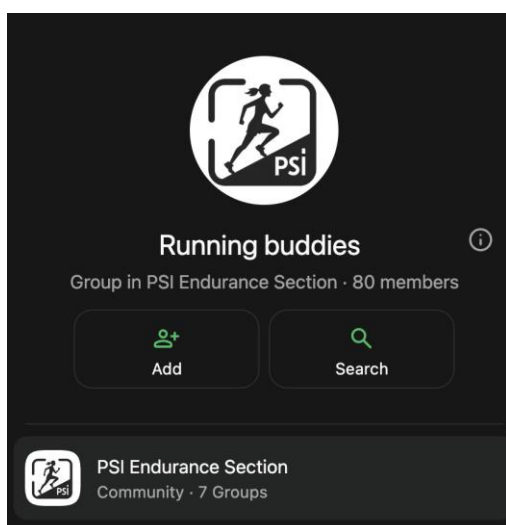 PSi
Running buddies
Group in PSI Endurance Section · 80 members
Add
Search
PSI Endurance Section
Community · 7 Groups
PSi